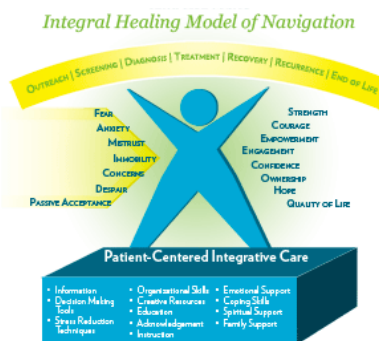 Integral Healing Model of Navigation
OUTREACH | SCREENING | DIAGNOSIS | TREATMENT | RECOVERY | RECURRENCE | END OF LIFE
FEAR
ANXIETY
MISTRUST
IMMOBILITY
CONCERNS
DESPAIR
PASSIVE ACCEPTANCE
STRENGTH
COURAGE
EMPOWERMENT
ENGAGEMENT
CONFIDENCE
OWNERSHIP
HOPE
QUALITY OF LIFE
Patient-Centered Integrative Care
• Information
• Decision Making
Tools
• Stress Reduction
Techniques
• Organizational Skills
• Creative Resources
• Education
• Acknowledgement
• Instruction
• Emotional Support
• Coping Skills
• Spiritual Support
• Family Support